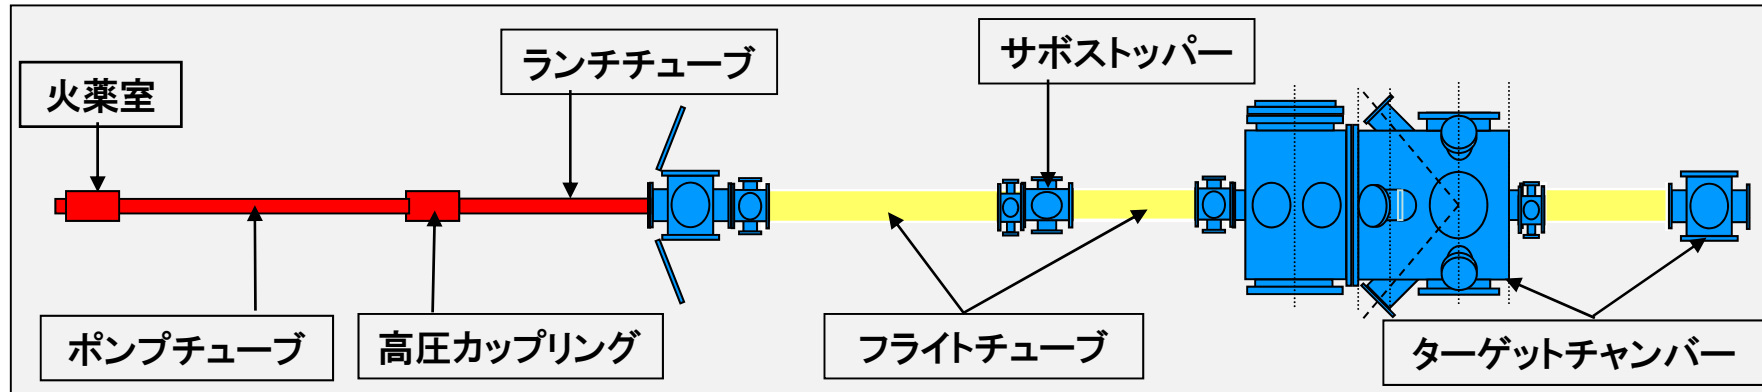 火薬室
ランチチューブ
サボストッパー
ポンプチューブ
高圧カップリング
フライトチューブ
ターゲットチャンバー